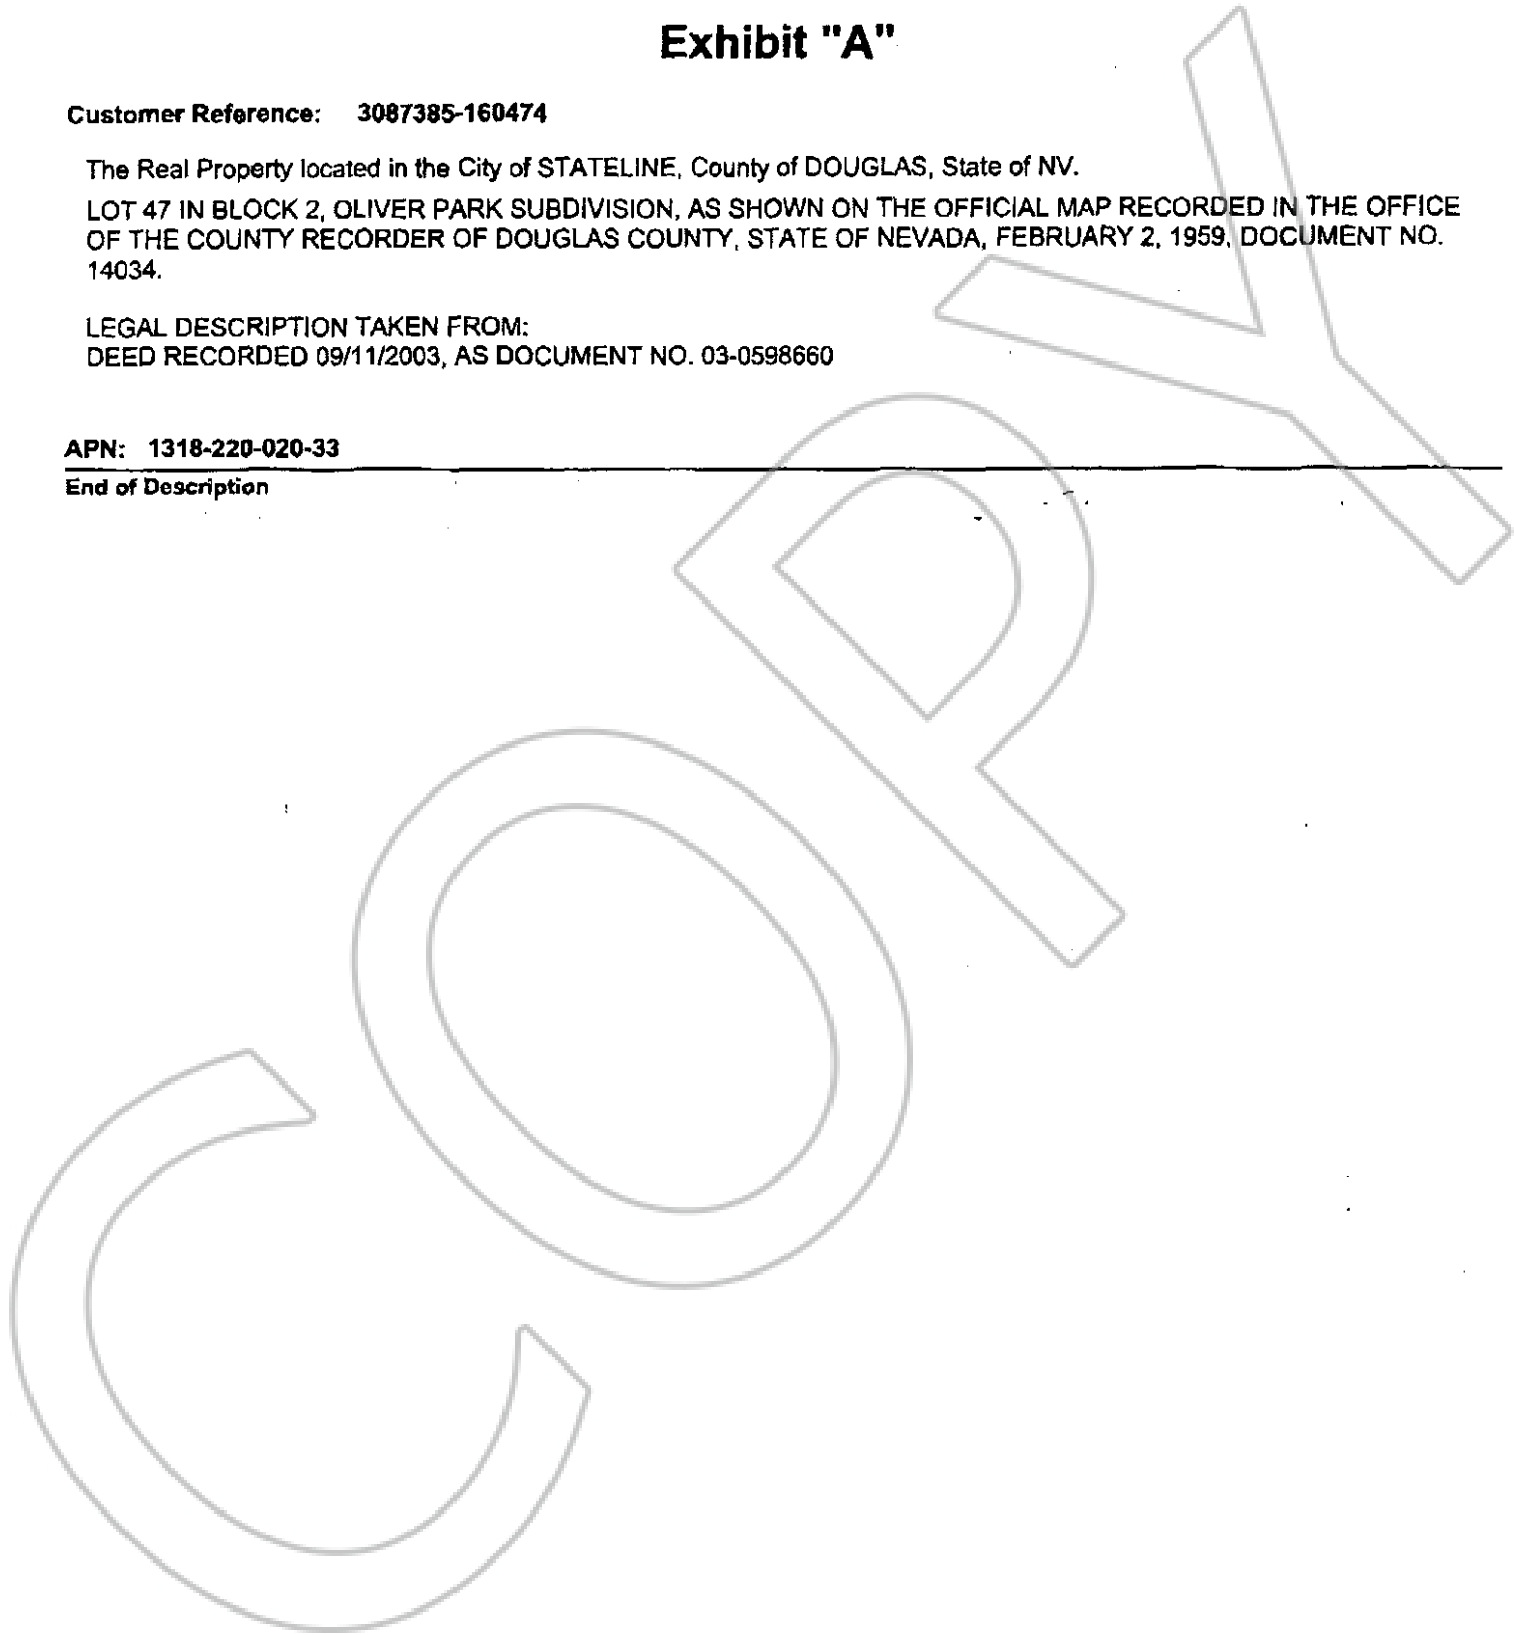 Exhibit "A"
Customer Reference: 3087385-160474
The Real Property located in the City of STATELINE, County of DOUGLAS, State of NV.
LOT 47 IN BLOCK 2, OLIVER PARK SUBDIVISION, AS SHOWN ON THE OFFICIAL MAP RECORDED IN THE OFFICE
OF THE COUNTY RECORDER OF DOUGLAS COUNTY, STATE OF NEVADA, FEBRUARY 2, 1959, DOCUMENT NO.
14034.
LEGAL DESCRIPTION TAKEN FROM:
DEED RECORDED 09/11/2003, AS DOCUMENT NO. 03-0598660
APN: 1318-220-020-33
End of Description
COPY